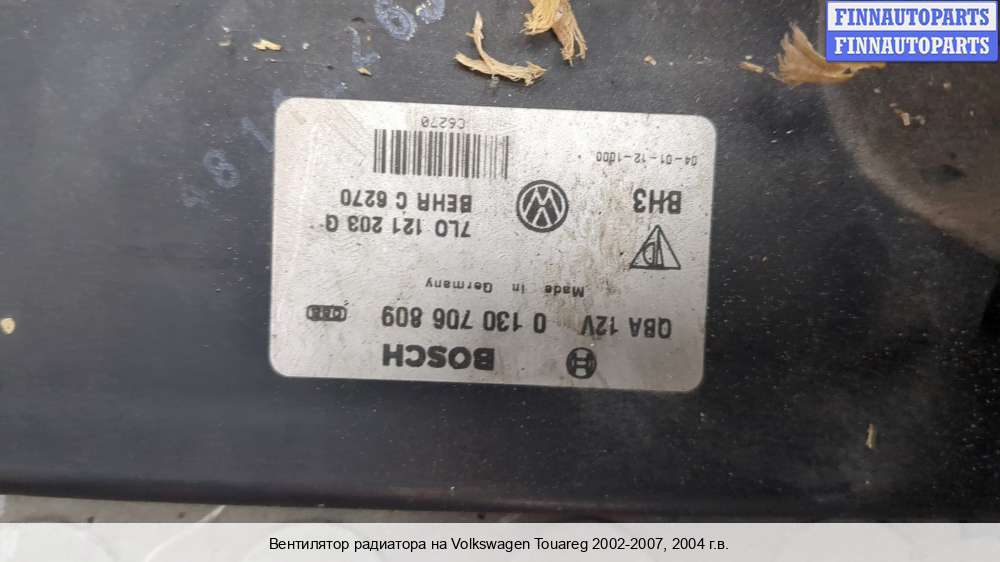 FINNAUTOPARTS
FINNAUTOPARTS
BOSCH
QBA 12V 0 130 706 809
Made in Germany
7L0 121 203 G
BH3
BEHR C 6270
04-01-12-1000
C6270
Вентилятор радиатора на Volkswagen Touareg 2002-2007, 2004 г.в.